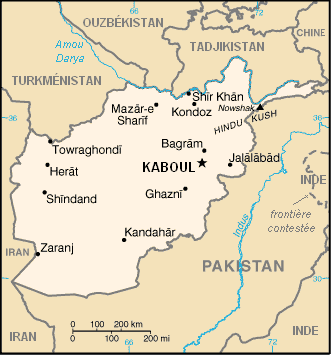 OUZBÉKISTAN
CHINE
Amou
Darya
TADJIKISTAN
TURKMÉNISTAN
Shīr Khān
Mazār-e
Sharīf
Kondoz
Nowshak
36
HINDU
KUSH
36
Towraghondī
Bagrām
Herāt
KABOUL
Jalālābād
INDE
Shīndand
Ghaznī
frontière
contestée
Indus
Kandahār
IRAN
Zaranj
PAKISTAN
0 100 200 km
0 100 200 mi
INDE
IRAN
66
72